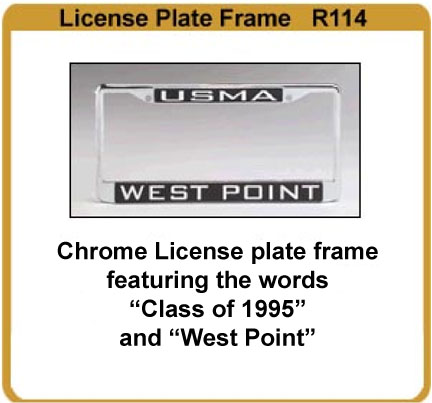 License Plate Frame R114
USMA
WEST POINT
Chrome License plate frame
featuring the words
“Class of 1995”
and “West Point”